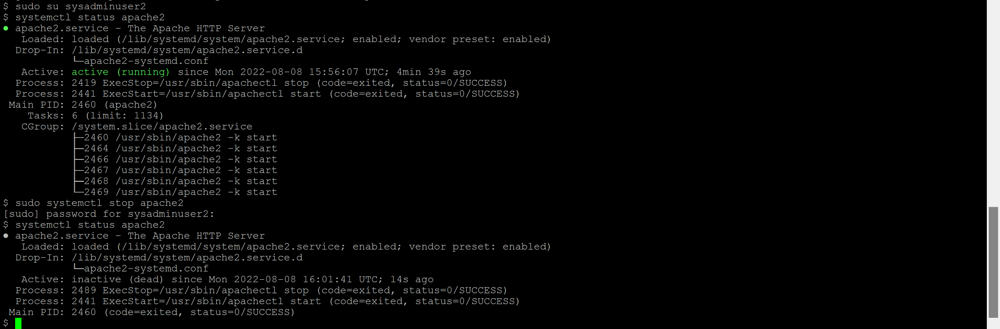 $ sudo su sysadminuser2
$ systemctl status apache2
● apache2.service - The Apache HTTP Server
   Loaded: loaded (/lib/systemd/system/apache2.service; enabled; vendor preset: enabled)
  Drop-In: /lib/systemd/system/apache2.service.d
           └─apache2-systemd.conf
   Active: active (running) since Mon 2022-08-08 15:56:07 UTC; 4min 39s ago
  Process: 2419 ExecStop=/usr/sbin/apachectl stop (code=exited, status=0/SUCCESS)
  Process: 2441 ExecStart=/usr/sbin/apachectl start (code=exited, status=0/SUCCESS)
 Main PID: 2460 (apache2)
    Tasks: 6 (limit: 1134)
   CGroup: /system.slice/apache2.service
           ├─2460 /usr/sbin/apache2 -k start
           ├─2464 /usr/sbin/apache2 -k start
           ├─2466 /usr/sbin/apache2 -k start
           ├─2467 /usr/sbin/apache2 -k start
           ├─2468 /usr/sbin/apache2 -k start
           └─2469 /usr/sbin/apache2 -k start
$ sudo systemctl stop apache2
[sudo] password for sysadminuser2:
$ systemctl status apache2
● apache2.service - The Apache HTTP Server
   Loaded: loaded (/lib/systemd/system/apache2.service; enabled; vendor preset: enabled)
  Drop-In: /lib/systemd/system/apache2.service.d
           └─apache2-systemd.conf
   Active: inactive (dead) since Mon 2022-08-08 16:01:41 UTC; 14s ago
  Process: 2489 ExecStop=/usr/sbin/apachectl stop (code=exited, status=0/SUCCESS)
  Process: 2441 ExecStart=/usr/sbin/apachectl start (code=exited, status=0/SUCCESS)
 Main PID: 2460 (code=exited, status=0/SUCCESS)
$